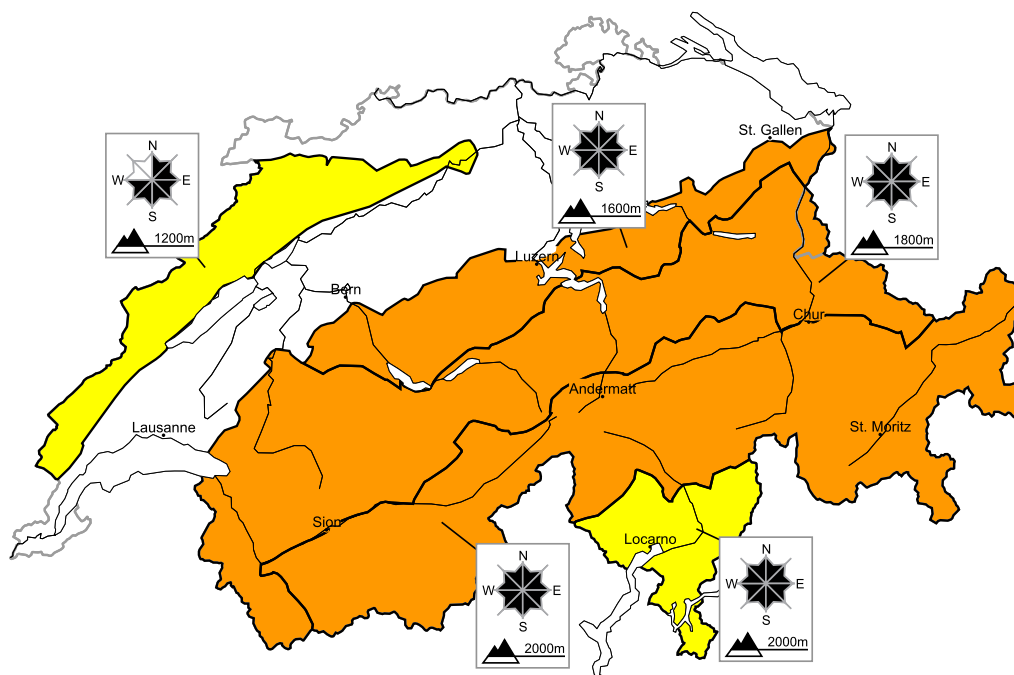 St. Gallen
N
W E
S
1600m
N
W E
S
1200m
N
W E
S
1800m
Luzern
Bern
Chur
Andermatt
Lausanne
St. Moritz
Sion
Locarno
N
W E
S
2000m
N
W E
S
2000m